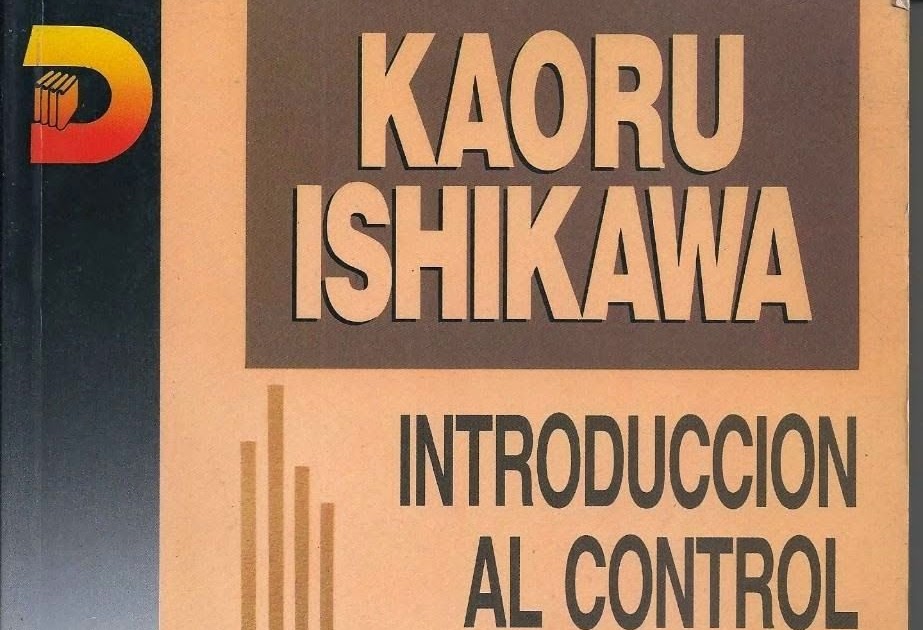 KAORU
ISHIKAWA
INTRODUCCION
AL CONTROL